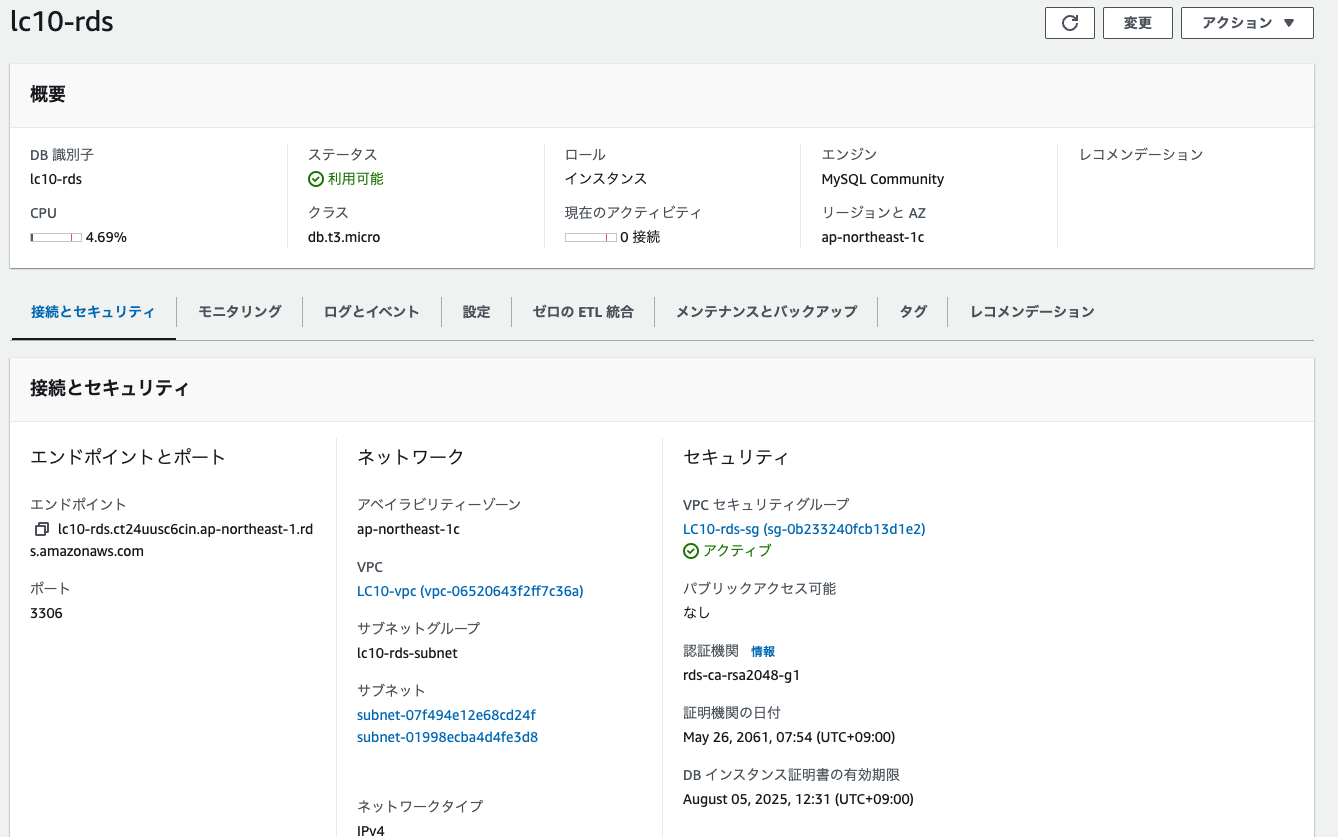 lc10-rds
変更
アクション ▼
概要
DB 識別子
lc10-rds
CPU
4.69%
ステータス
利用可能
クラス
db.t3.micro
ロール
インスタンス
現在のアクティビティ
0 接続
エンジン
MySQL Community
リージョンと AZ
ap-northeast-1c
レコメンデーション
接続とセキュリティ
モニタリング
ログとイベント
設定
ゼロの ETL 統合
メンテナンスとバックアップ
タグ
レコメンデーション
接続とセキュリティ
エンドポイントとポート
エンドポイント
lc10-rds.ct24uusc6cin.ap-northeast-1.rd
s.amazonaws.com
ポート
3306
ネットワーク
アベイラビリティーゾーン
ap-northeast-1c
VPC
LC10-vpc (vpc-06520643f2ff7c36a)
サブネットグループ
lc10-rds-subnet
サブネット
subnet-07f494e12e68cd24f
subnet-01998ecba4d4fe3d8
ネットワークタイプ
IPv4
セキュリティ
VPC セキュリティグループ
LC10-rds-sg (sg-0b233240fcb13d1e2)
アクティブ
パブリックアクセス可能
なし
認証機関 情報
rds-ca-rsa2048-g1
証明機関の日付
May 26, 2061, 07:54 (UTC+09:00)
DB インスタンス証明書の有効期限
August 05, 2025, 12:31 (UTC+09:00)